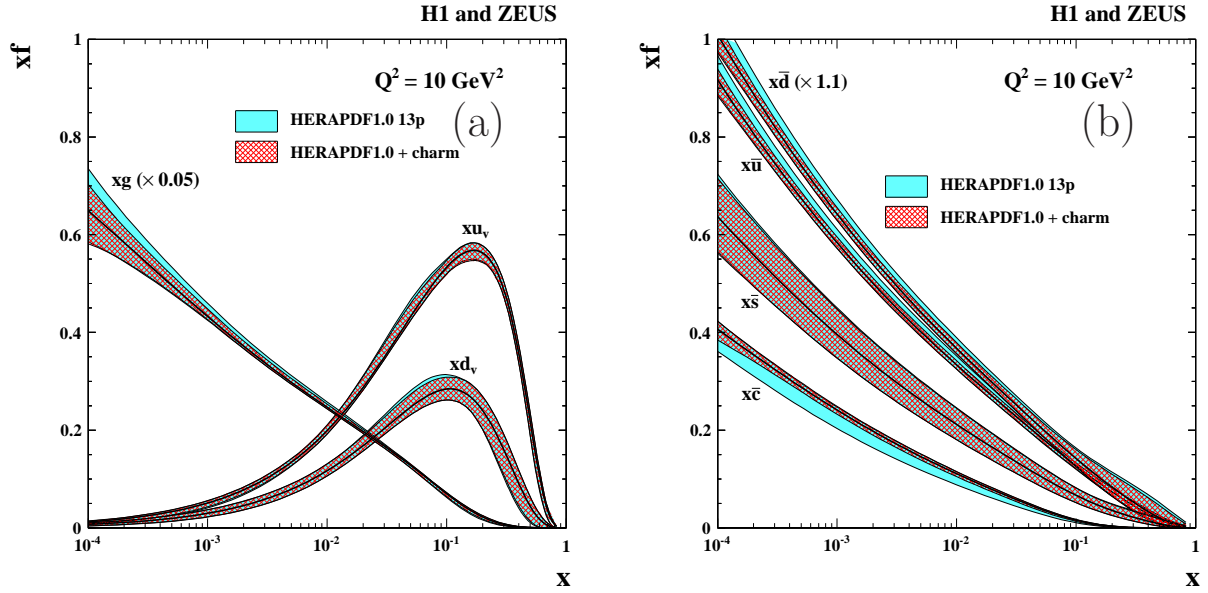 H1 and ZEUS
xf
1
0.8
0.6
0.4
0.2
0
Q² = 10 GeV²
(a)
HERAPDF1.0 13p
HERAPDF1.0 + charm
xg (× 0.05)
xuᵥ
xdᵥ
10⁻⁴ 10⁻³ 10⁻² 10⁻¹ 1
x
H1 and ZEUS
xf
1
0.8
0.6
0.4
0.2
0
xd̄ (× 1.1)
Q² = 10 GeV²
(b)
xū
HERAPDF1.0 13p
HERAPDF1.0 + charm
xs̄
xc̄
10⁻⁴ 10⁻³ 10⁻² 10⁻¹ 1
x